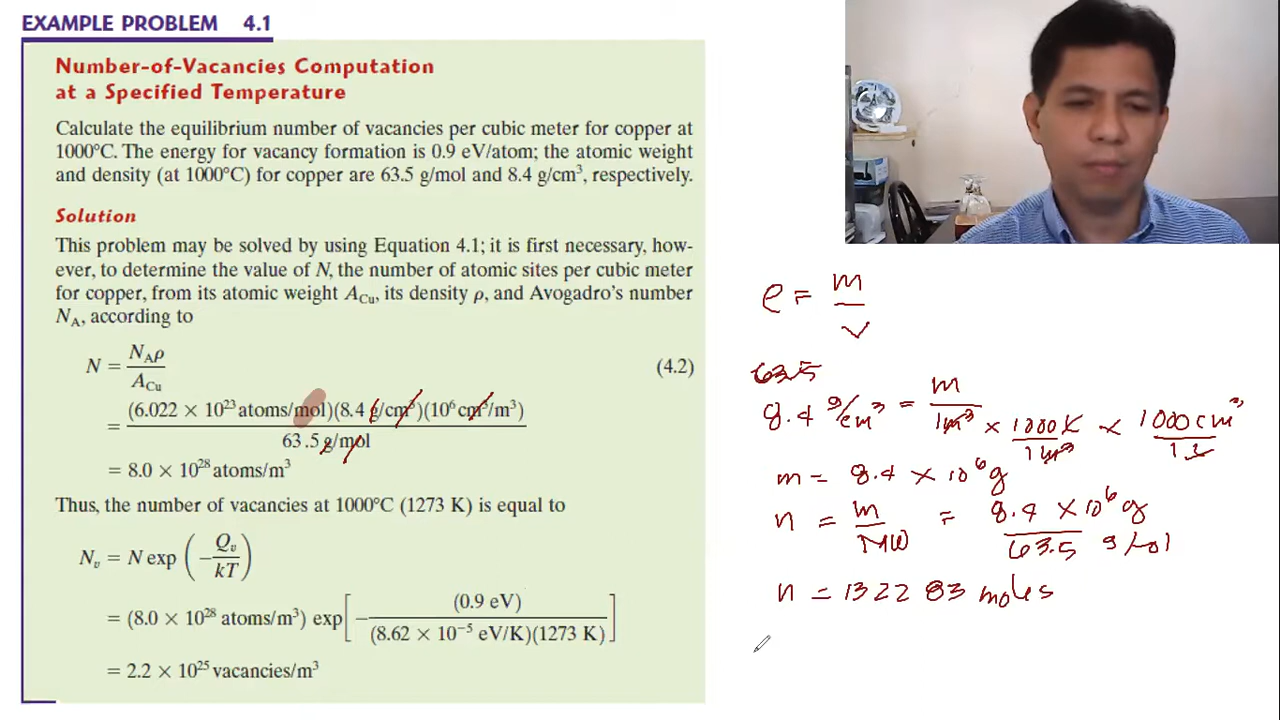 EXAMPLE PROBLEM 4.1
Number-of-Vacancies Computation
at a Specified Temperature
Calculate the equilibrium number of vacancies per cubic meter for copper at
1000°C. The energy for vacancy formation is 0.9 eV/atom; the atomic weight
and density (at 1000°C) for copper are 63.5 g/mol and 8.4 g/cm³, respectively.
Solution
This problem may be solved by using Equation 4.1; it is first necessary, how-
ever, to determine the value of N, the number of atomic sites per cubic meter
for copper, from its atomic weight A_Cu, its density ρ, and Avogadro's number
N_A, according to
N = N_Aρ / A_Cu (4.2)
= (6.022 × 10²³ atoms/mol)(8.4 g/cm³)(10⁶ cm³/m³) / 63.5 g/mol
= 8.0 × 10²⁸ atoms/m³
Thus, the number of vacancies at 1000°C (1273 K) is equal to
N_v = N exp (−Q_v / kT)
= (8.0 × 10²⁸ atoms/m³) exp[−(0.9 eV) / (8.62 × 10⁻⁵ eV/K)(1273 K)]
= 2.2 × 10²⁵ vacancies/m³
ρ = m / V
63.5
8.4 g/cm³ = m / 1m³ × 1000 / 1m³ × 1000 cm³ / 1
m = 8.4 × 10⁶ g
n = m / MW = 8.4 × 10⁶ g / 63.5 g/mol
n = 132283 moles